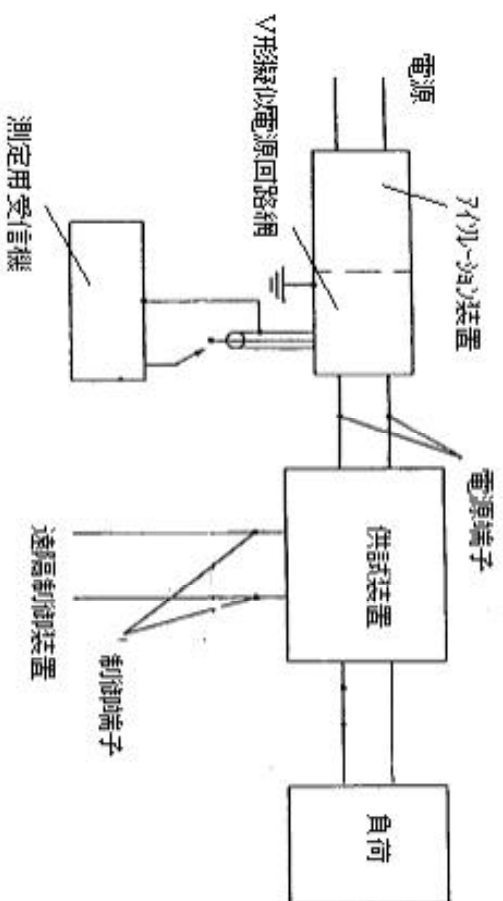 電源
アイソレーション装置
V形擬似電源回路網
測定用受信機
電源端子
供試装置
遠隔制御装置
制御端子
負荷